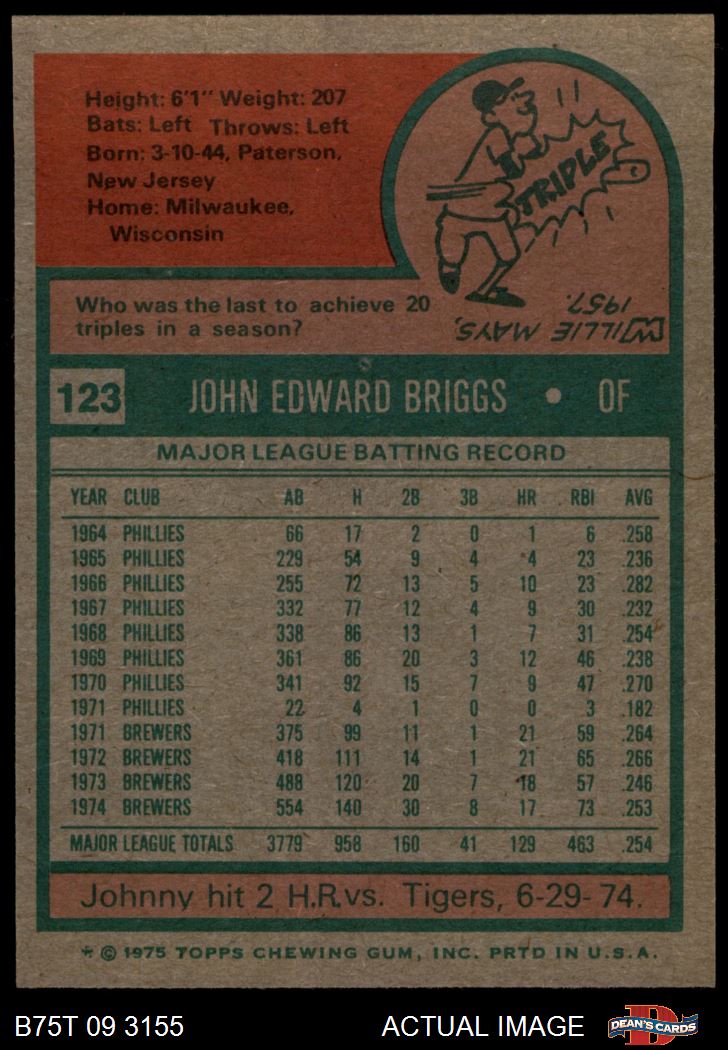 Height: 6'1" Weight: 207
Bats: Left Throws: Left
Born: 3-10-44, Paterson,
New Jersey
Home: Milwaukee,
Wisconsin
TRIPLE
Who was the last to achieve 20
triples in a season?
WILLIE MAYS,
1957.
123 JOHN EDWARD BRIGGS • OF
MAJOR LEAGUE BATTING RECORD
YEAR CLUB AB H 2B 3B HR RBI AVG
1964 PHILLIES 66 17 2 0 1 6 .258
1965 PHILLIES 229 54 9 4 4 23 .236
1966 PHILLIES 255 72 13 5 10 23 .282
1967 PHILLIES 332 77 12 4 9 30 .232
1968 PHILLIES 338 86 13 1 7 31 .254
1969 PHILLIES 361 86 20 3 12 46 .238
1970 PHILLIES 341 92 15 7 9 47 .270
1971 PHILLIES 22 4 1 0 0 3 .182
1971 BREWERS 375 99 11 1 21 59 .264
1972 BREWERS 418 111 14 1 21 65 .266
1973 BREWERS 488 120 20 7 18 57 .246
1974 BREWERS 554 140 30 8 17 73 .253
MAJOR LEAGUE TOTALS 3779 958 160 41 129 463 .254
Johnny hit 2 H.R. vs. Tigers, 6-29-74.
* © 1975 TOPPS CHEWING GUM, INC. PRTD IN U.S.A.
B75T 09 3155 ACTUAL IMAGE DEAN'S CARDS